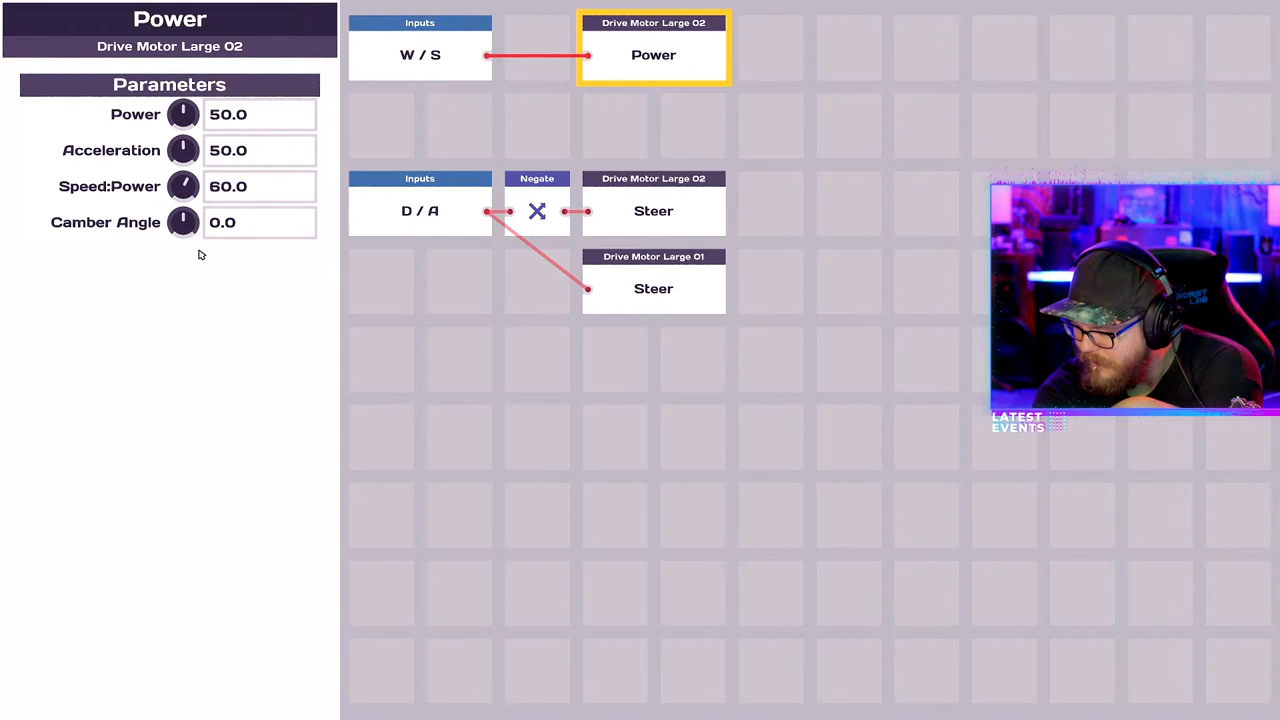 Power
Drive Motor Large 02
Parameters
Power 50.0
Acceleration 50.0
Speed:Power 60.0
Camber Angle 0.0
Inputs
W / S
Drive Motor Large 02
Power
Inputs
D / A
Negate
Drive Motor Large 02
Steer
Drive Motor Large 01
Steer
ROAST
LAB
LATEST
EVENTS